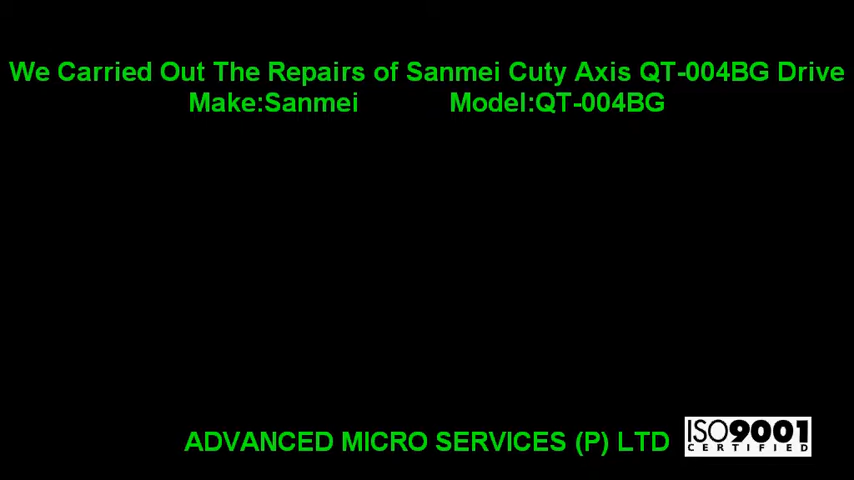 We Carried Out The Repairs of Sanmei Cuty Axis QT-004BG Drive
Make:Sanmei Model:QT-004BG
ADVANCED MICRO SERVICES (P) LTD
ISO9001
CERTIFIED